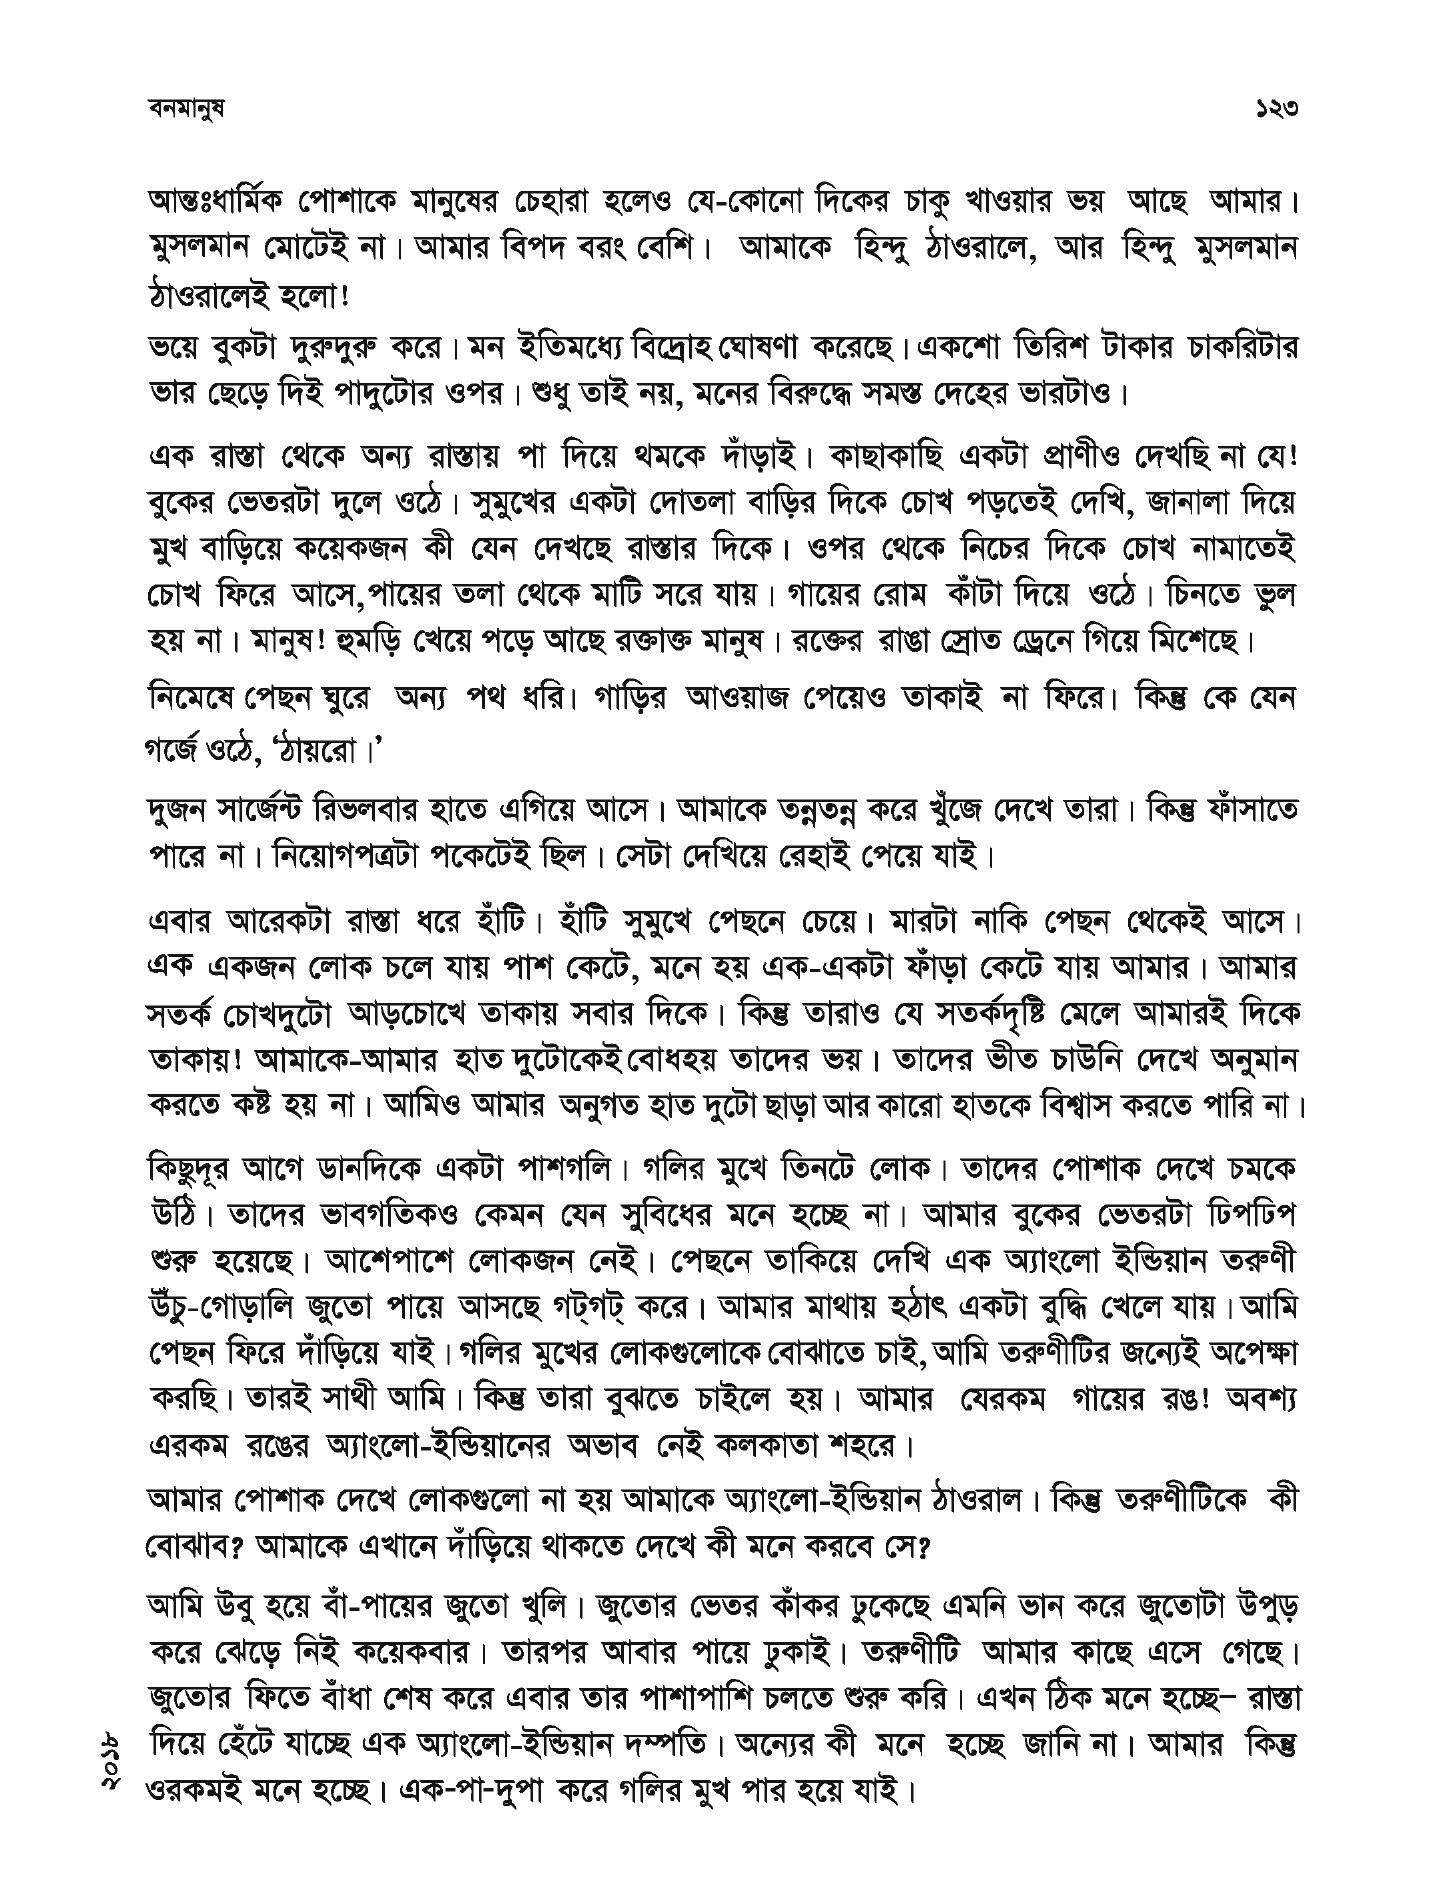 বনমানুষ ১২৩
আন্তঃধার্মিক পোশাকে মানুষের চেহারা হলেও যে-কোনো দিকের চাকু খাওয়ার ভয় আছে আমার।
মুসলমান মোটেই না। আমার বিপদ বরং বেশি। আমাকে হিন্দু ঠাওরালে, আর হিন্দু মুসলমান
ঠাওরালেই হলো!
ভয়ে বুকটা দুরুদুরু করে। মন ইতিমধ্যে বিদ্রোহ ঘোষণা করেছে। একশো তিরিশ টাকার চাকরিটার
ভার ছেড়ে দিই পাদুটোর ওপর। শুধু তাই নয়, মনের বিরুদ্ধে সমস্ত দেহের ভারটাও।
এক রাস্তা থেকে অন্য রাস্তায় পা দিয়ে থমকে দাঁড়াই। কাছাকাছি একটা প্রাণীও দেখছি না যে!
বুকের ভেতরটা দুলে ওঠে। সুমুখের একটা দোতলা বাড়ির দিকে চোখ পড়তেই দেখি, জানালা দিয়ে
মুখ বাড়িয়ে কয়েকজন কী যেন দেখছে রাস্তার দিকে। ওপর থেকে নিচের দিকে চোখ নামাতেই
চোখ ফিরে আসে,পায়ের তলা থেকে মাটি সরে যায়। গায়ের রোম কাঁটা দিয়ে ওঠে। চিনতে ভুল
হয় না। মানুষ! হুমড়ি খেয়ে পড়ে আছে রক্তাক্ত মানুষ। রক্তের রাঙা স্রোত ড্রেনে গিয়ে মিশেছে।
নিমেষে পেছন ঘুরে অন্য পথ ধরি। গাড়ির আওয়াজ পেয়েও তাকাই না ফিরে। কিন্তু কে যেন
গর্জে ওঠে, ‘ঠায়রো।’
দুজন সার্জেন্ট রিভলবার হাতে এগিয়ে আসে। আমাকে তন্নতন্ন করে খুঁজে দেখে তারা। কিন্তু ফাঁসাতে
পারে না। নিয়োগপত্রটা পকেটেই ছিল। সেটা দেখিয়ে রেহাই পেয়ে যাই।
এবার আরেকটা রাস্তা ধরে হাঁটি। হাঁটি সুমুখে পেছনে চেয়ে। মারটা নাকি পেছন থেকেই আসে।
এক একজন লোক চলে যায় পাশ কেটে, মনে হয় এক-একটা ফাঁড়া কেটে যায় আমার। আমার
সতর্ক চোখদুটো আড়চোখে তাকায় সবার দিকে। কিন্তু তারাও যে সতর্কদৃষ্টি মেলে আমারই দিকে
তাকায়! আমাকে-আমার হাত দুটোকেই বোধহয় তাদের ভয়। তাদের ভীত চাউনি দেখে অনুমান
করতে কষ্ট হয় না। আমিও আমার অনুগত হাত দুটো ছাড়া আর কারো হাতকে বিশ্বাস করতে পারি না।
কিছুদূর আগে ডানদিকে একটা পাশগলি। গলির মুখে তিনটে লোক। তাদের পোশাক দেখে চমকে
উঠি। তাদের ভাবগতিকও কেমন যেন সুবিধের মনে হচ্ছে না। আমার বুকের ভেতরটা ঢিপঢিপ
শুরু হয়েছে। আশেপাশে লোকজন নেই। পেছনে তাকিয়ে দেখি এক অ্যাংলো ইন্ডিয়ান তরুণী
উঁচু-গোড়ালি জুতো পায়ে আসছে গট্‌গট্ করে। আমার মাথায় হঠাৎ একটা বুদ্ধি খেলে যায়। আমি
পেছন ফিরে দাঁড়িয়ে যাই। গলির মুখের লোকগুলোকে বোঝাতে চাই, আমি তরুণীটির জন্যেই অপেক্ষা
করছি। তারই সাথী আমি। কিন্তু তারা বুঝতে চাইলে হয়। আমার যেরকম গায়ের রঙ! অবশ্য
এরকম রঙের অ্যাংলো-ইন্ডিয়ানের অভাব নেই কলকাতা শহরে।
আমার পোশাক দেখে লোকগুলো না হয় আমাকে অ্যাংলো-ইন্ডিয়ান ঠাওরাল। কিন্তু তরুণীটিকে কী
বোঝাব? আমাকে এখানে দাঁড়িয়ে থাকতে দেখে কী মনে করবে সে?
আমি উবু হয়ে বাঁ-পায়ের জুতো খুলি। জুতোর ভেতর কাঁকর ঢুকেছে এমনি ভান করে জুতোটা উপুড়
করে ঝেড়ে নিই কয়েকবার। তারপর আবার পায়ে ঢুকাই। তরুণীটি আমার কাছে এসে গেছে।
জুতোর ফিতে বাঁধা শেষ করে এবার তার পাশাপাশি চলতে শুরু করি। এখন ঠিক মনে হচ্ছে– রাস্তা
দিয়ে হেঁটে যাচ্ছে এক অ্যাংলো-ইন্ডিয়ান দম্পতি। অন্যের কী মনে হচ্ছে জানি না। আমার কিন্তু
ওরকমই মনে হচ্ছে। এক-পা-দুপা করে গলির মুখ পার হয়ে যাই।
২০১৮